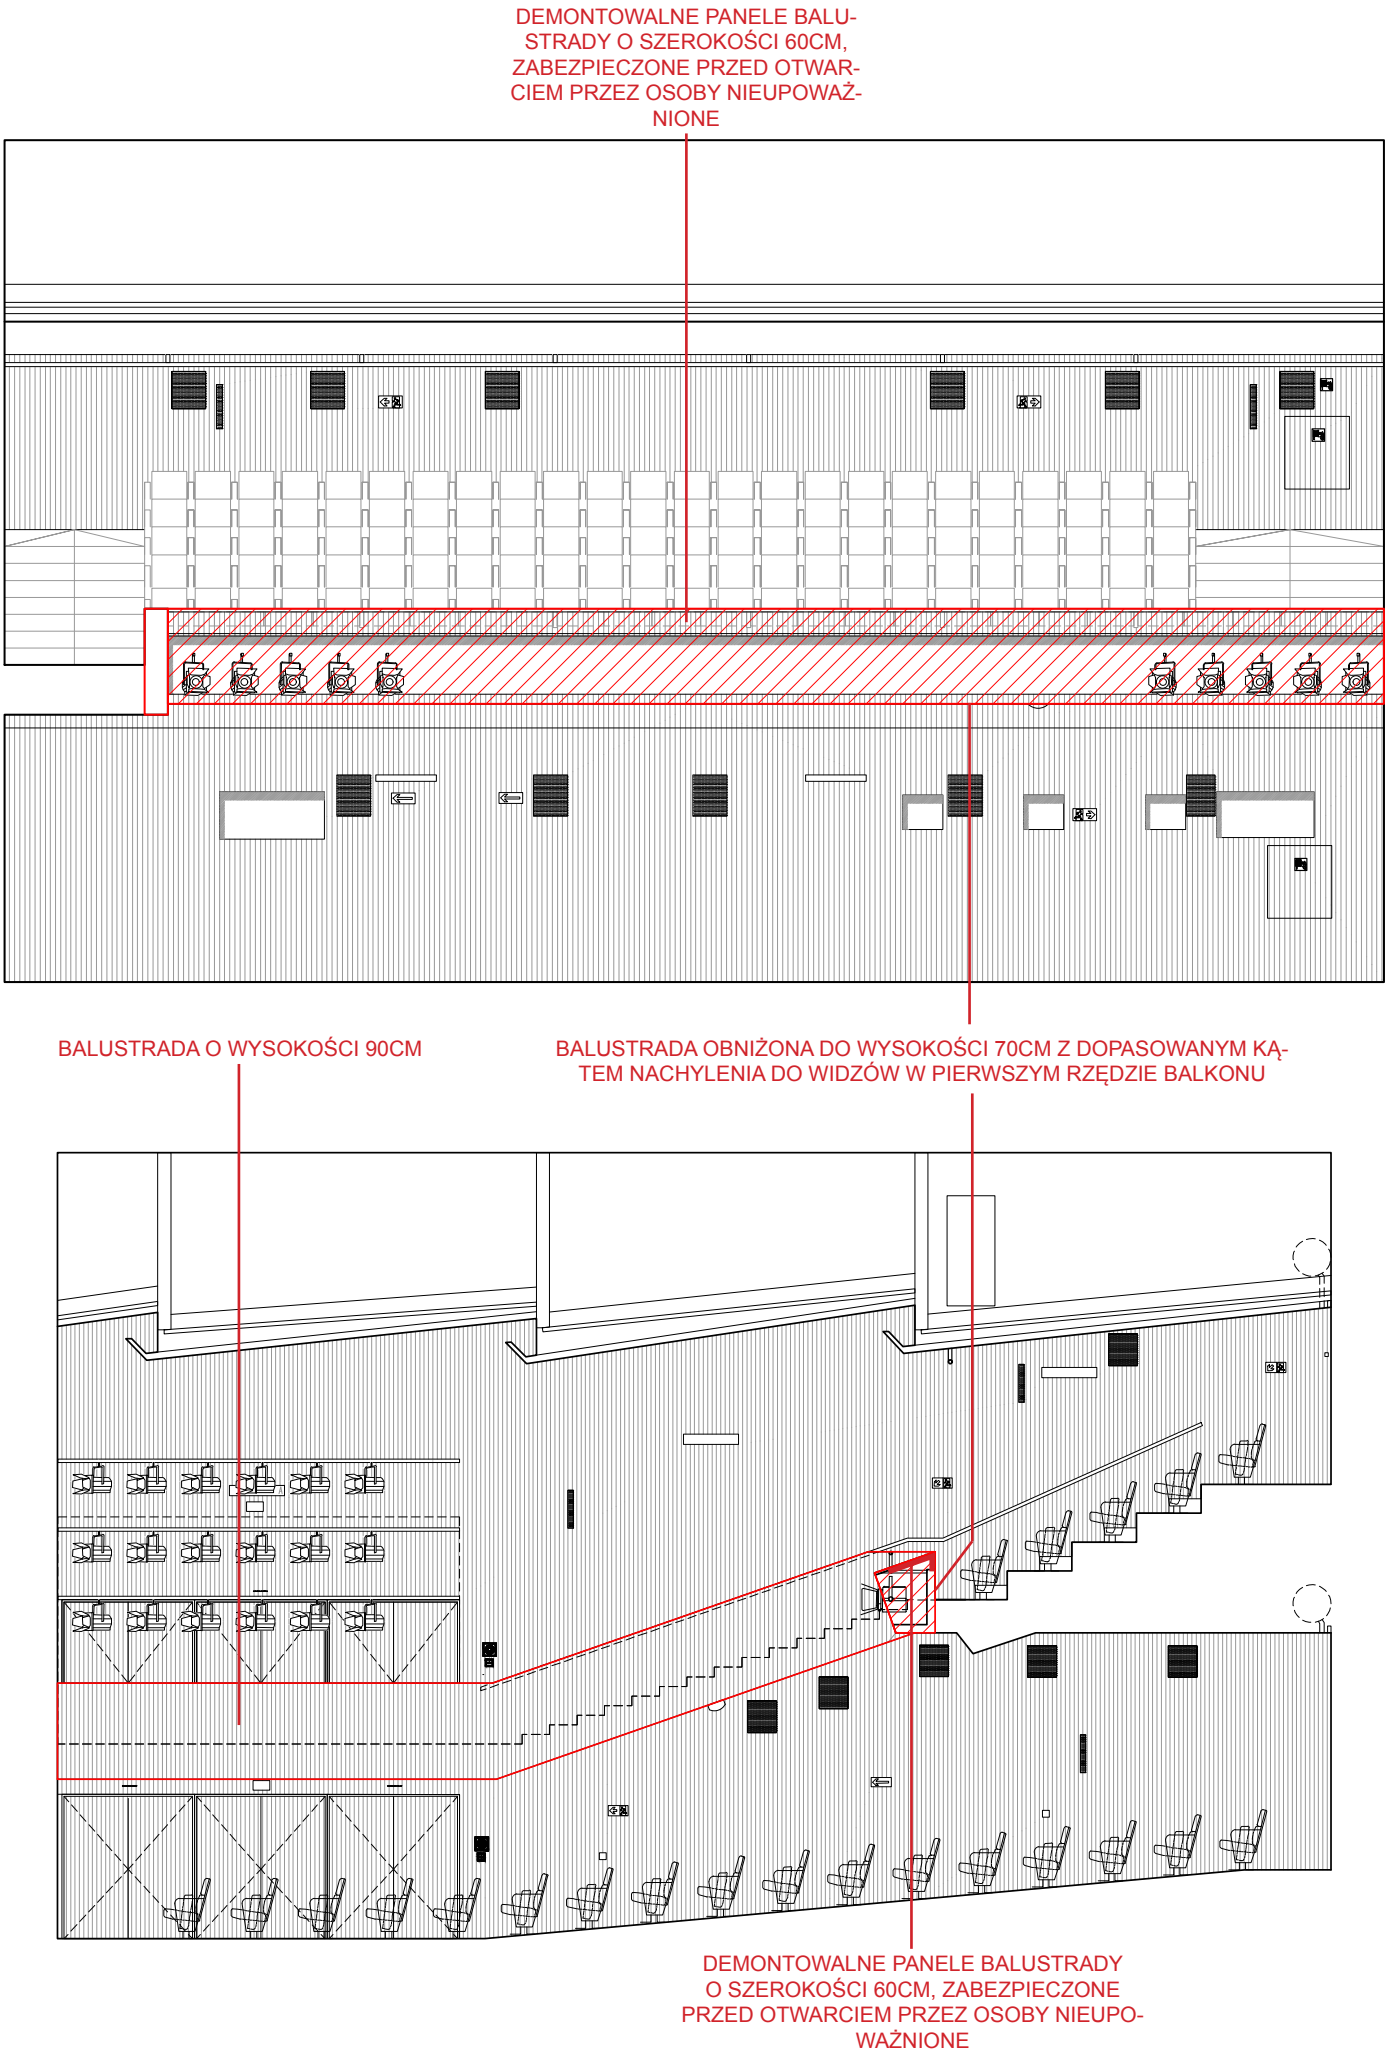 DEMONTOWALNE PANELE BALU-
STRADY O SZEROKOŚCI 60CM,
ZABEZPIECZONE PRZED OTWAR-
CIEM PRZEZ OSOBY NIEUPOWAŻ-
NIONE
BALUSTRADA O WYSOKOŚCI 90CM
BALUSTRADA OBNIŻONA DO WYSOKOŚCI 70CM Z DOPASOWANYM KĄ-
TEM NACHYLENIA DO WIDZÓW W PIERWSZYM RZĘDZIE BALKONU
DEMONTOWALNE PANELE BALUSTRADY
O SZEROKOŚCI 60CM, ZABEZPIECZONE
PRZED OTWARCIEM PRZEZ OSOBY NIEUPO-
WAŻNIONE